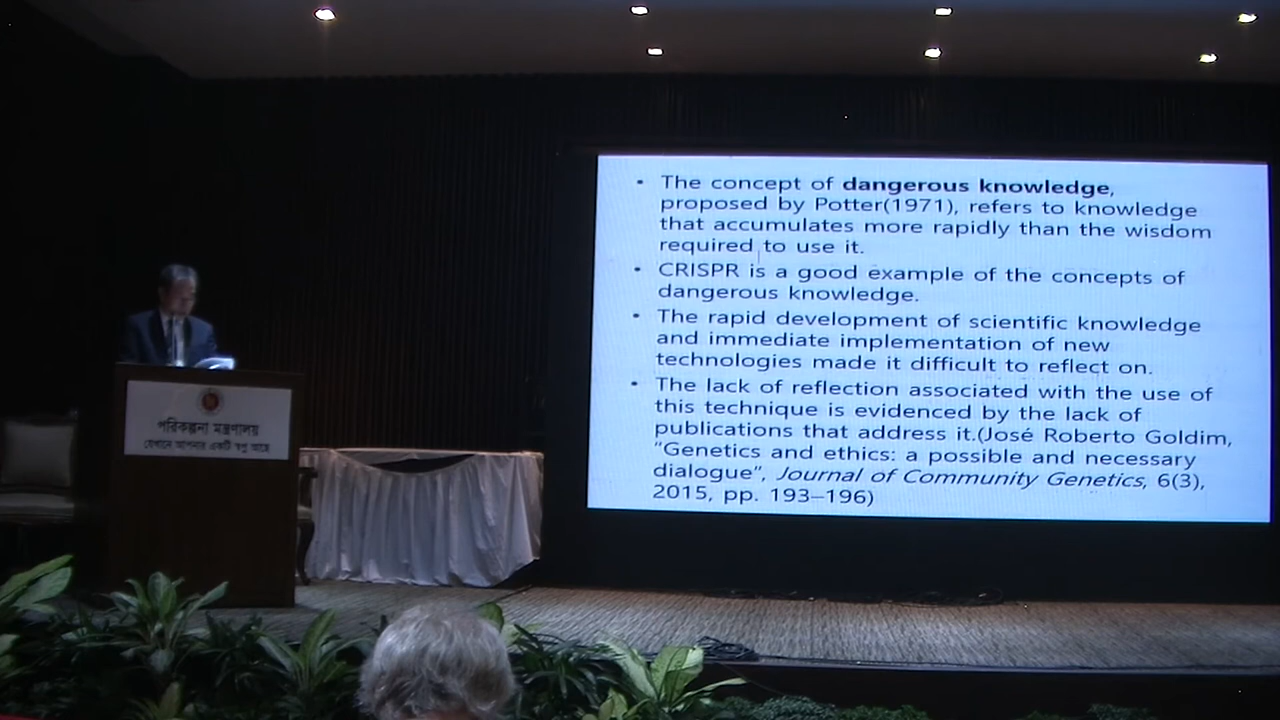 • The concept of dangerous knowledge,
proposed by Potter(1971), refers to knowledge
that accumulates more rapidly than the wisdom
required to use it.
• CRISPR is a good example of the concepts of
dangerous knowledge.
• The rapid development of scientific knowledge
and immediate implementation of new
technologies made it difficult to reflect on.
• The lack of reflection associated with the use of
this technique is evidenced by the lack of
publications that address it.(José Roberto Goldim,
"Genetics and ethics: a possible and necessary
dialogue", Journal of Community Genetics, 6(3),
2015, pp. 193–196)
পরিকল্পনা মন্ত্রণালয়
যেখানে আপনার একটি স্বপ্ন আছে